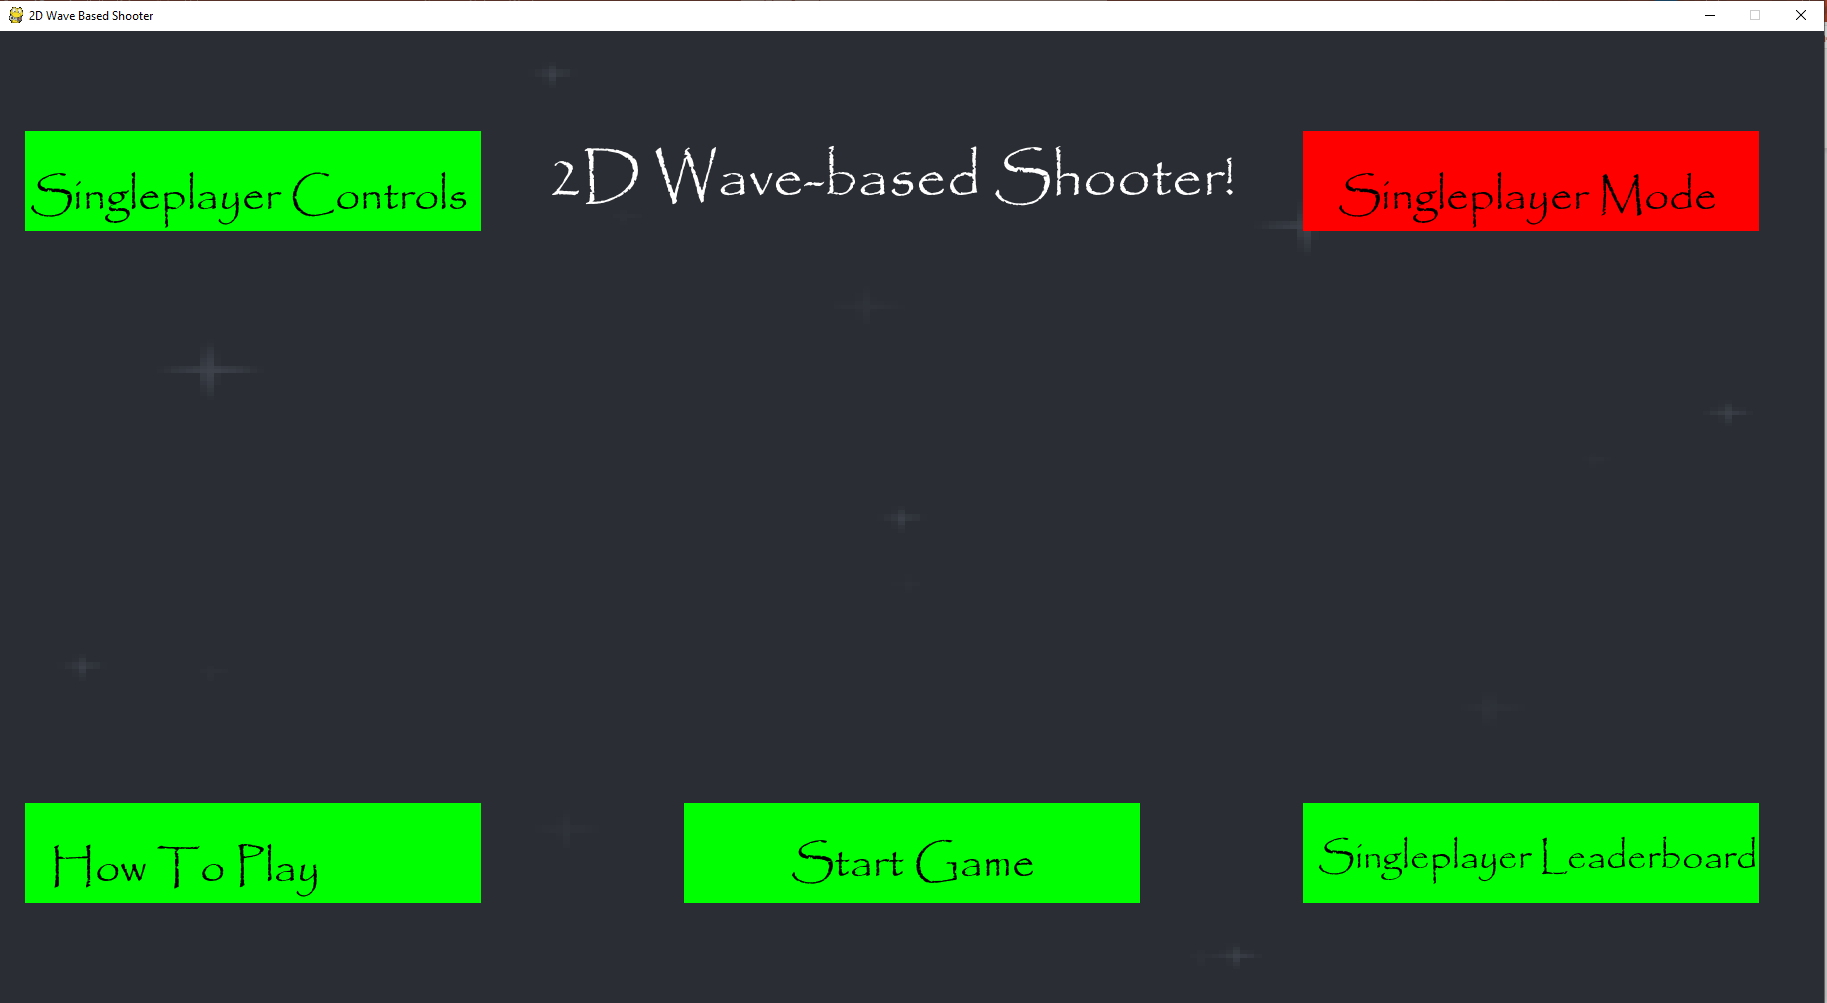 2D Wave Based Shooter
Singleplayer Controls
2D Wave-based Shooter!
Singleplayer Mode
How To Play
Start Game
Singleplayer Leaderboard